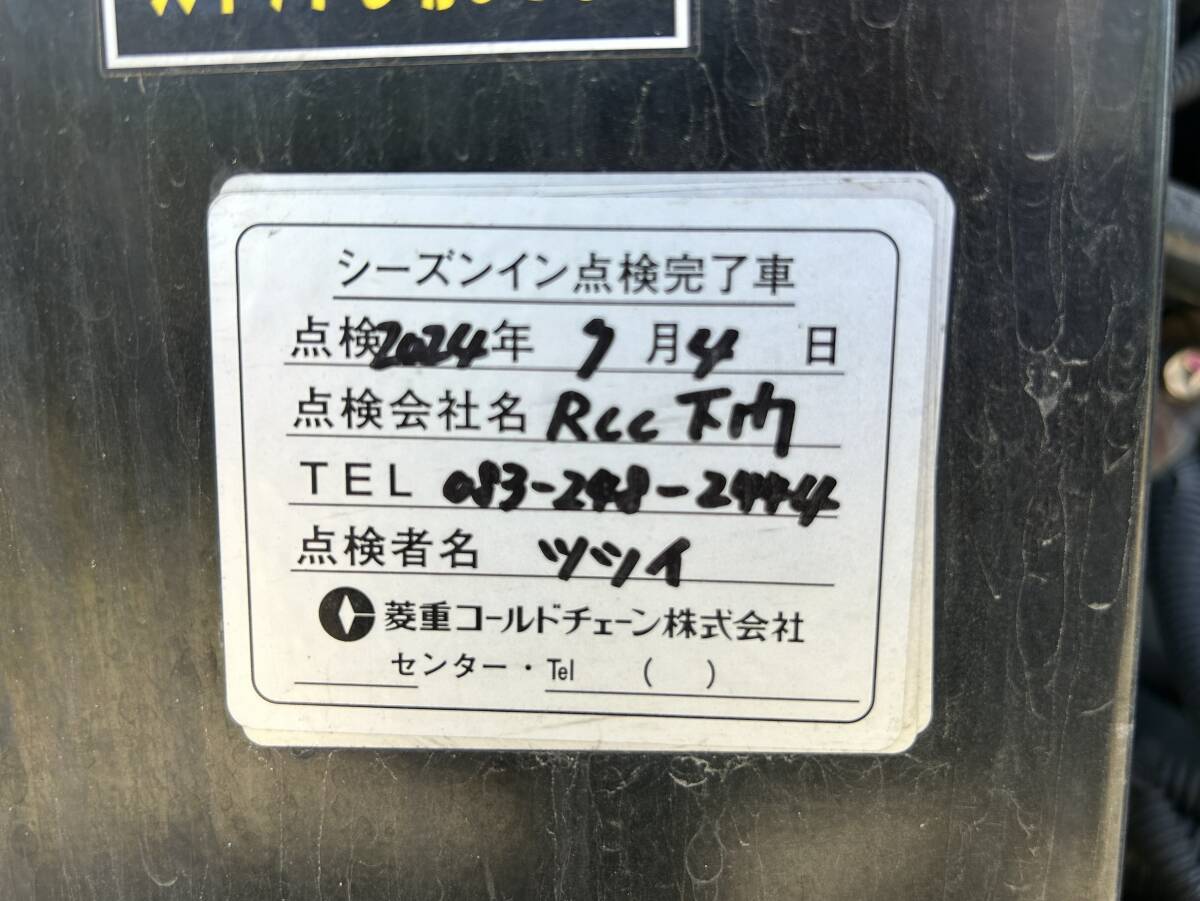 シーズンイン点検完了車
点検2024年 7月4日
点検会社名 RCC下内
TEL 083-248-2444
点検者名 ツツイ
菱重コールドチェーン株式会社
センター・Tel ( )